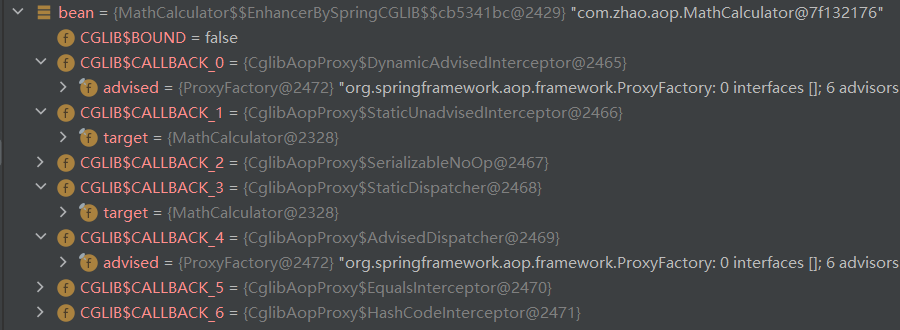 bean = {MathCalculator$$EnhancerBySpringCGLIB$$cb5341bc@2429} "com.zhao.aop.MathCalculator@7f132176"
f CGLIB$BOUND = false
f CGLIB$CALLBACK_0 = {CglibAopProxy$DynamicAdvisedInterceptor@2465}
f advised = {ProxyFactory@2472} "org.springframework.aop.framework.ProxyFactory: 0 interfaces []; 6 advisors
f CGLIB$CALLBACK_1 = {CglibAopProxy$StaticUnadvisedInterceptor@2466}
f target = {MathCalculator@2328}
f CGLIB$CALLBACK_2 = {CglibAopProxy$SerializableNoOp@2467}
f CGLIB$CALLBACK_3 = {CglibAopProxy$StaticDispatcher@2468}
f target = {MathCalculator@2328}
f CGLIB$CALLBACK_4 = {CglibAopProxy$AdvisedDispatcher@2469}
f advised = {ProxyFactory@2472} "org.springframework.aop.framework.ProxyFactory: 0 interfaces []; 6 advisors
f CGLIB$CALLBACK_5 = {CglibAopProxy$EqualsInterceptor@2470}
f CGLIB$CALLBACK_6 = {CglibAopProxy$HashCodeInterceptor@2471}